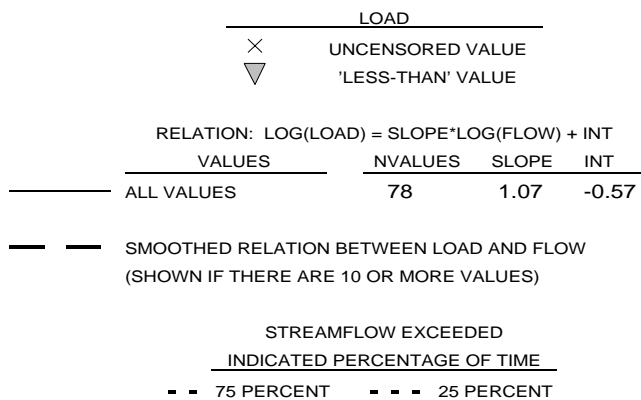 LOAD
UNCENSORED VALUE
'LESS-THAN' VALUE
RELATION: LOG(LOAD) = SLOPE*LOG(FLOW) + INT
VALUES NVALUES SLOPE INT
ALL VALUES 78 1.07 -0.57
SMOOTHED RELATION BETWEEN LOAD AND FLOW
(SHOWN IF THERE ARE 10 OR MORE VALUES)
STREAMFLOW EXCEEDED
INDICATED PERCENTAGE OF TIME
75 PERCENT 25 PERCENT